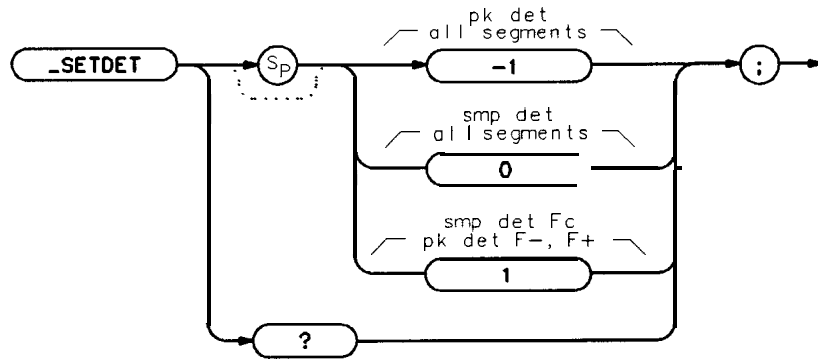 pk det
all segments
_SETDET
SP
-1
;
smp det
all segments
0
smp det Fc
pk det F-, F+
1
?